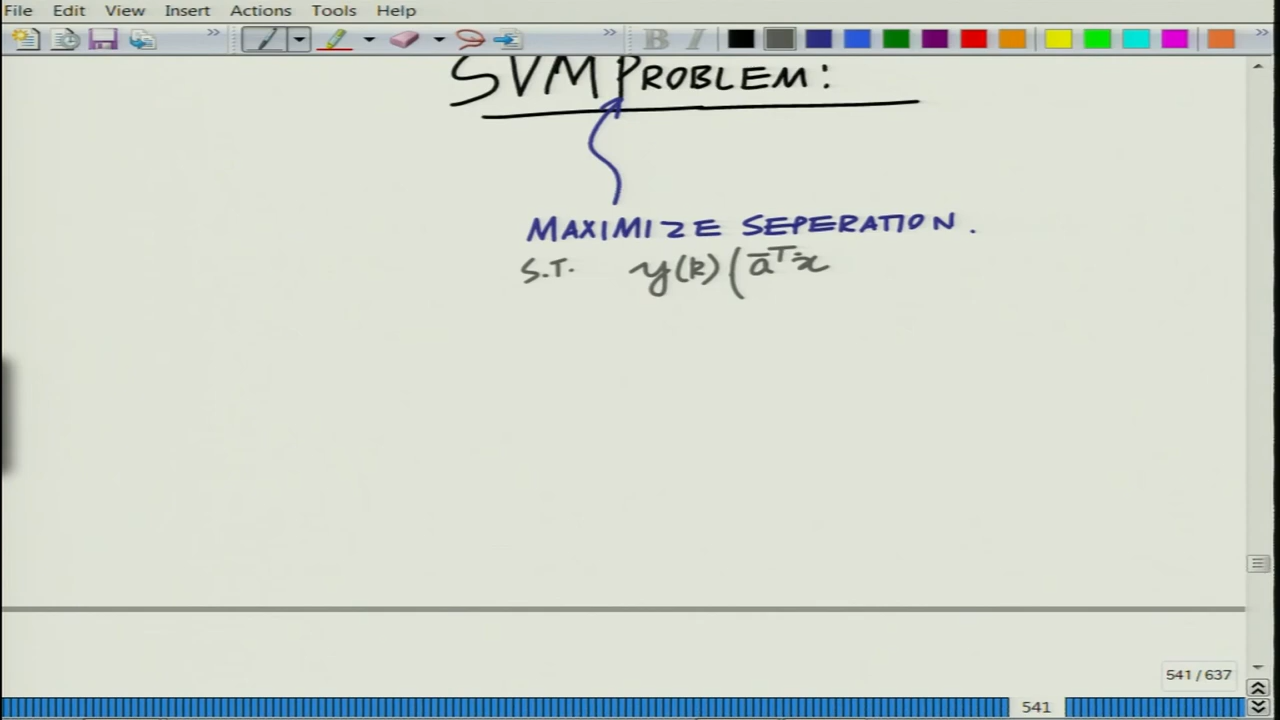 File Edit View Insert Actions Tools Help
SVM PROBLEM:
MAXIMIZE SEPERATION.
S.T. y(k) (āᵀx̄
541 / 637
541